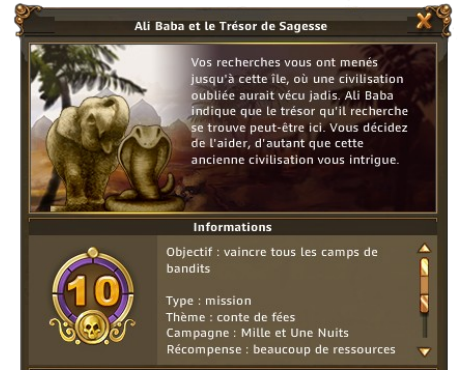 Ali Baba et le Trésor de Sagesse
Vos recherches vous ont menés
jusqu'à cette île, où une civilisation
oubliée aurait vécu jadis. Ali Baba
indique que le trésor qu'il recherche
se trouve peut-être ici. Vous décidez
de l'aider, d'autant que cette
ancienne civilisation vous intrigue.
Informations
10
Objectif : vaincre tous les camps de
bandits
Type : mission
Thème : conte de fées
Campagne : Mille et Une Nuits
Récompense : beaucoup de ressources